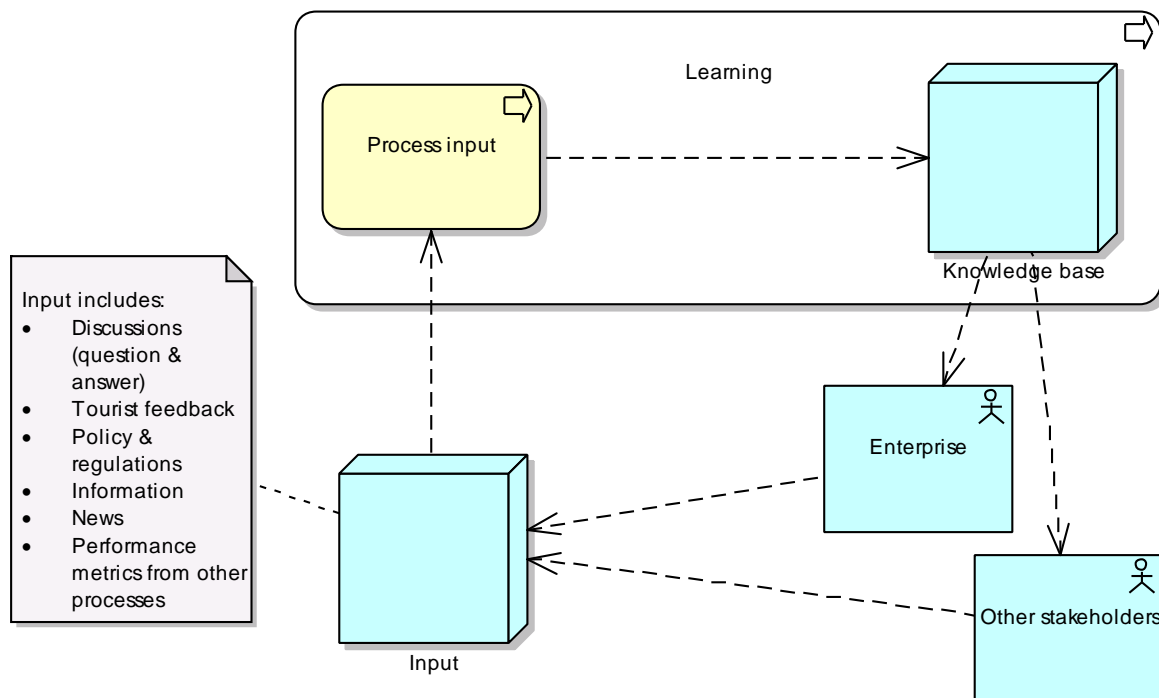 Learning
Process input
Knowledge base
Input includes:
• Discussions
(question &
answer)
• Tourist feedback
• Policy &
regulations
• Information
• News
• Performance
metrics from other
processes
Enterprise
Other stakeholders
Input